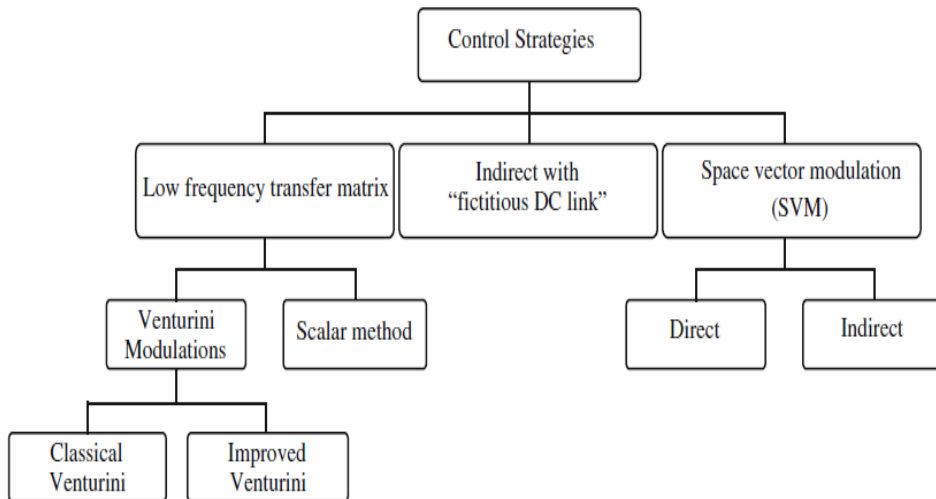 Control Strategies
Low frequency transfer matrix
Indirect with
“fictitious DC link”
Space vector modulation
(SVM)
Venturini
Modulations
Scalar method
Direct
Indirect
Classical
Venturini
Improved
Venturini